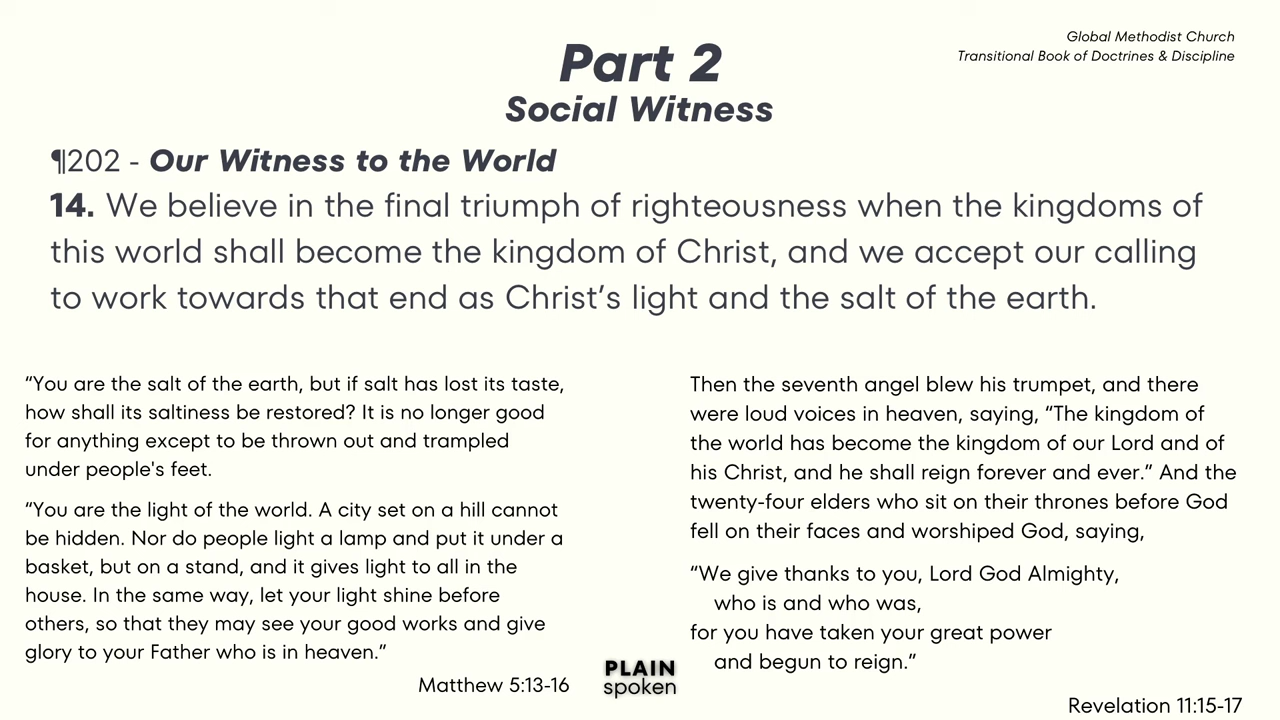 Global Methodist Church
Transitional Book of Doctrines & Discipline
Part 2
Social Witness
¶202 - Our Witness to the World
14. We believe in the final triumph of righteousness when the kingdoms of
this world shall become the kingdom of Christ, and we accept our calling
to work towards that end as Christ’s light and the salt of the earth.
“You are the salt of the earth, but if salt has lost its taste,
how shall its saltiness be restored? It is no longer good
for anything except to be thrown out and trampled
under people's feet.
“You are the light of the world. A city set on a hill cannot
be hidden. Nor do people light a lamp and put it under a
basket, but on a stand, and it gives light to all in the
house. In the same way, let your light shine before
others, so that they may see your good works and give
glory to your Father who is in heaven.”
Matthew 5:13-16
PLAIN
spoken
Then the seventh angel blew his trumpet, and there
were loud voices in heaven, saying, “The kingdom of
the world has become the kingdom of our Lord and of
his Christ, and he shall reign forever and ever.” And the
twenty-four elders who sit on their thrones before God
fell on their faces and worshiped God, saying,
“We give thanks to you, Lord God Almighty,
who is and who was,
for you have taken your great power
and begun to reign.”
Revelation 11:15-17